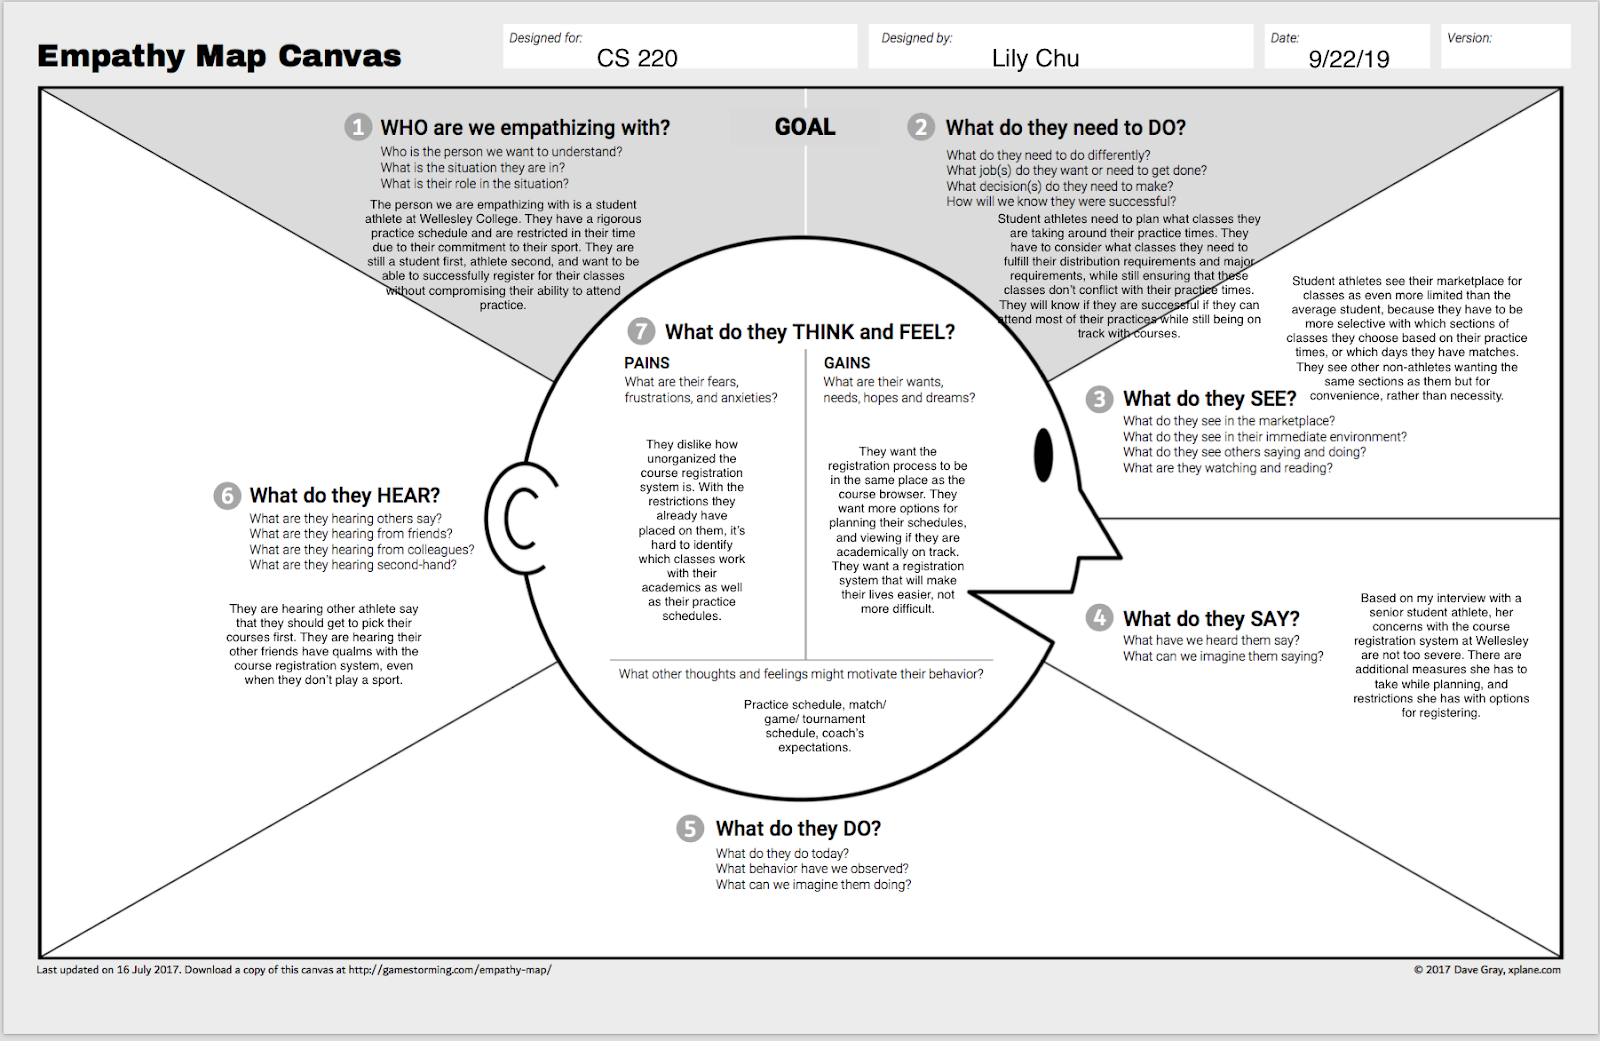 Empathy Map Canvas
Designed for:
CS 220
Designed by:
Lily Chu
Date:
9/22/19
Version:
1 WHO are we empathizing with?
Who is the person we want to understand?
What is the situation they are in?
What is their role in the situation?
The person we are empathizing with is a student
athlete at Wellesley College. They have a rigorous
practice schedule and are restricted in their time
due to their commitment to their sport. They are
still a student first, athlete second, and want to be
able to successfully register for their classes
without compromising their ability to attend
practice.
GOAL
2 What do they need to DO?
What do they need to do differently?
What job(s) do they want or need to get done?
What decision(s) do they need to make?
How will we know they were successful?
Student athletes need to plan what classes they
are taking around their practice times. They
have to consider what classes they need to
fulfill their distribution requirements and major
requirements, while still ensuring that these
classes don't conflict with their practice times.
They will know if they are successful if they can
attend most of their practices while still being on
track with courses.
Student athletes see their marketplace for
classes as even more limited than the
average student, because they have to be
more selective with which sections of
classes they choose based on their practice
times, or which days they have matches.
They see other non-athletes wanting the
same sections as them but for
convenience, rather than necessity.
3 What do they SEE?
What do they see in the marketplace?
What do they see in their immediate environment?
What do they see others saying and doing?
What are they watching and reading?
4 What do they SAY?
What have we heard them say?
What can we imagine them saying?
Based on my interview with a
senior student athlete, her
concerns with the course
registration system at Wellesley
are not too severe. There are
additional measures she has to
take while planning, and
restrictions she has with options
for registering.
5 What do they DO?
What do they do today?
What behavior have we observed?
What can we imagine them doing?
6 What do they HEAR?
What are they hearing others say?
What are they hearing from friends?
What are they hearing from colleagues?
What are they hearing second-hand?
They are hearing other athlete say
that they should get to pick their
courses first. They are hearing their
other friends have qualms with the
course registration system, even
when they don't play a sport.
7 What do they THINK and FEEL?
PAINS
What are their fears,
frustrations, and anxieties?
They dislike how
unorganized the
course registration
system is. With the
restrictions they
already have
placed on them, it's
hard to identify
which classes work
with their
academics as well
as their practice
schedules.
GAINS
What are their wants,
needs, hopes and dreams?
They want the
registration process to be
in the same place as the
course browser. They
want more options for
planning their schedules,
and viewing if they are
academically on track.
They want a registration
system that will make
their lives easier, not
more difficult.
What other thoughts and feelings might motivate their behavior?
Practice schedule, match/
game/ tournament
schedule, coach's
expectations.
Last updated on 16 July 2017. Download a copy of this canvas at http://gamestorming.com/empathy-map/
© 2017 Dave Gray, xplane.com